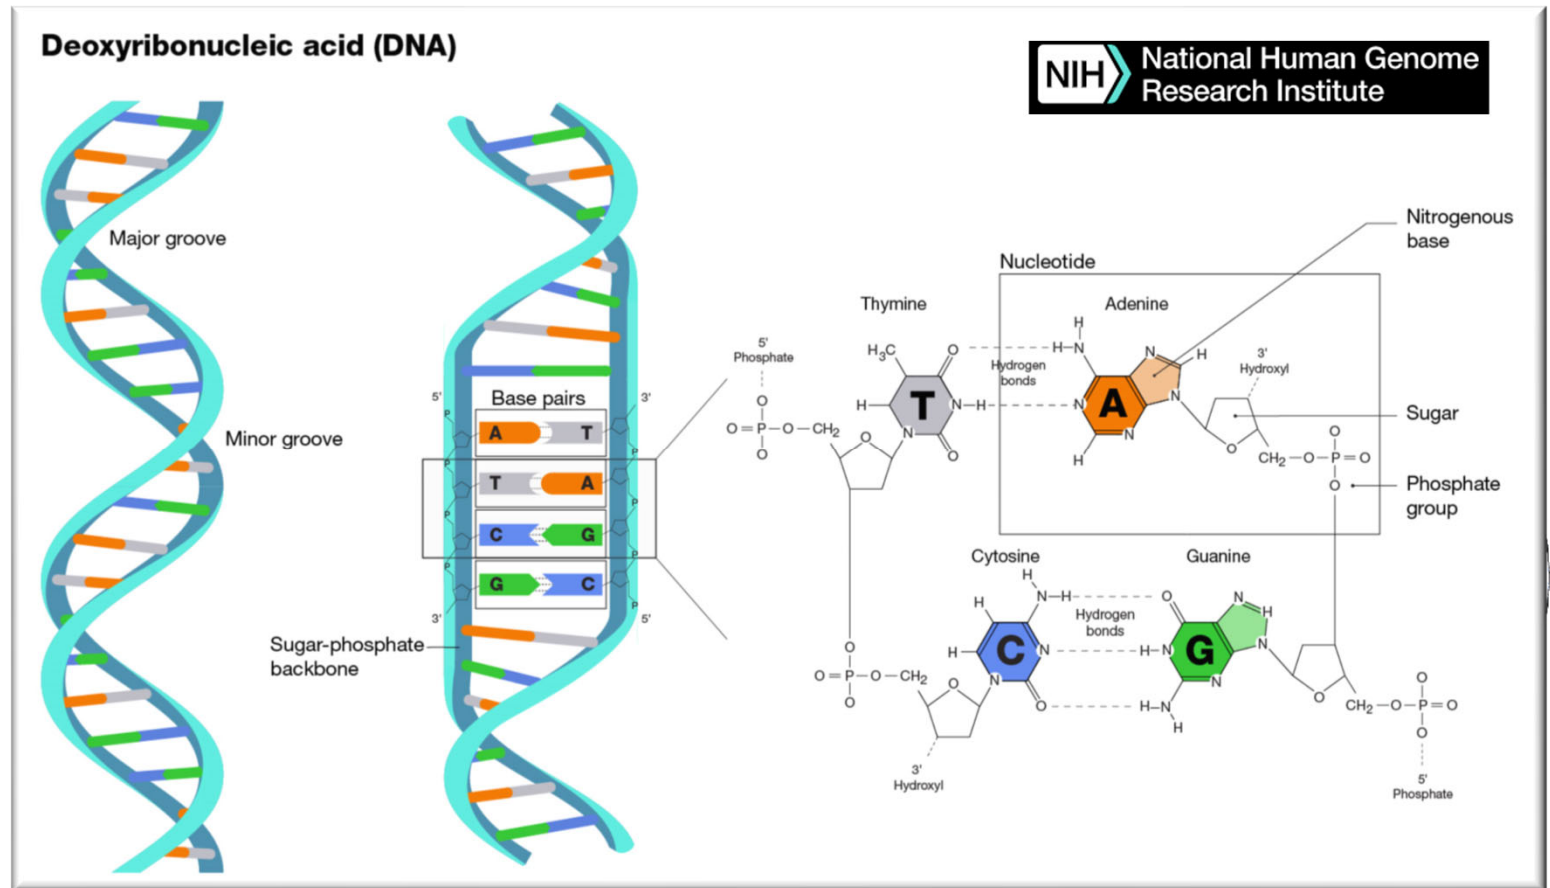 Deoxyribonucleic acid (DNA)
NIH
National Human Genome
Research Institute
Major groove
Minor groove
Sugar-phosphate
backbone
5'
3'
Base pairs
P
P
A T
P
P
T A
P
P
C G
P
P
G C
P
3'
5'
Nitrogenous
base
Nucleotide
Thymine
Adenine
5'
Phosphate
H
H₃C
O
H–N
N
H
3'
Hydroxyl
Hydrogen
bonds
O
H
T
N–H
N
A
N
Sugar
O=P–O–CH₂
O
O
N
O
N
H
O
CH₂–O–P=O
O
O
Phosphate
group
Cytosine
Guanine
H
H
N–H
O
N
H
Hydrogen
bonds
H
C
N
H–N
G
N
O
O=P–O–CH₂
O
O
N
O
H–N
H
N
O
CH₂–O–P=O
O
O
3'
Hydroxyl
5'
Phosphate